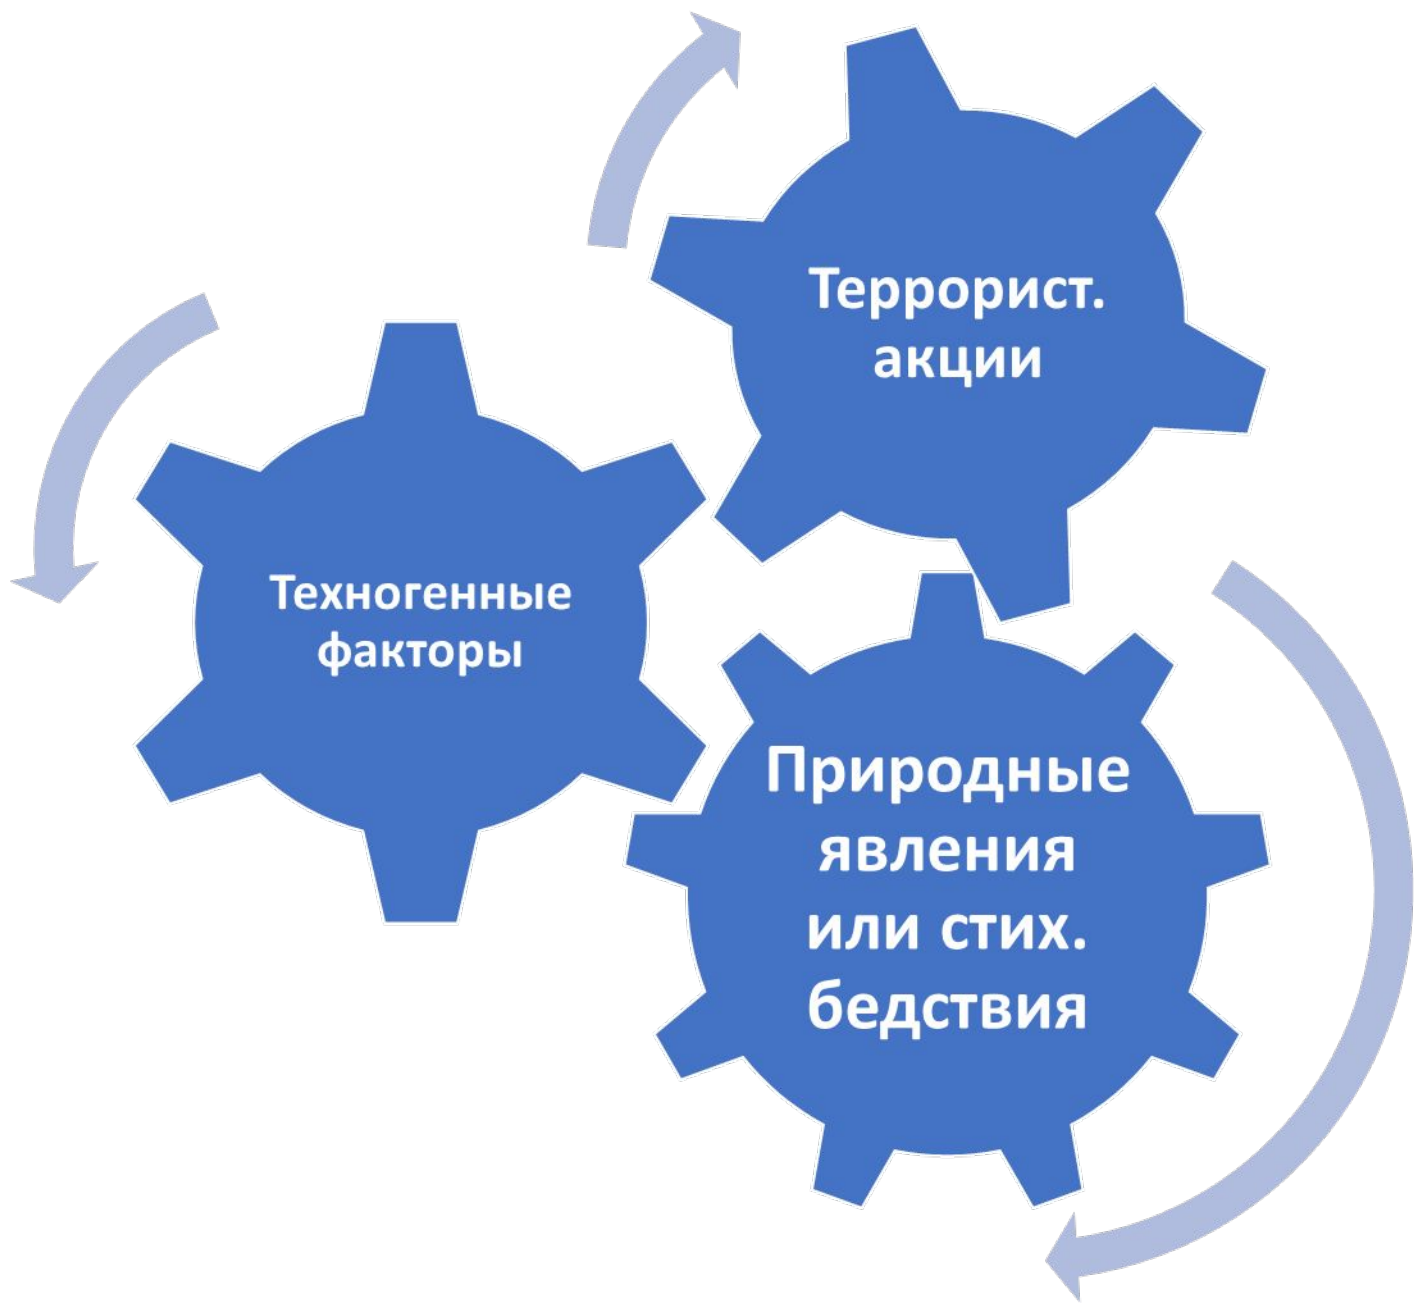 Террорист.
акции
Техногенные
факторы
Природные
явления
или стих.
бедствия